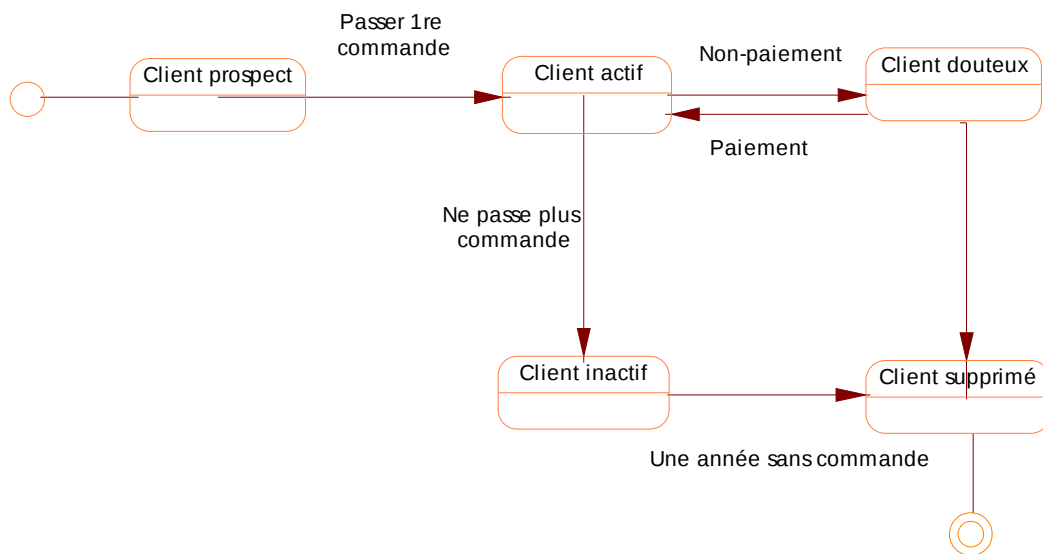 Passer 1re
commande
Client prospect
Client actif
Non-paiement
Client douteux
Paiement
Ne passe plus
commande
Client inactif
Client supprimé
Une année sans commande